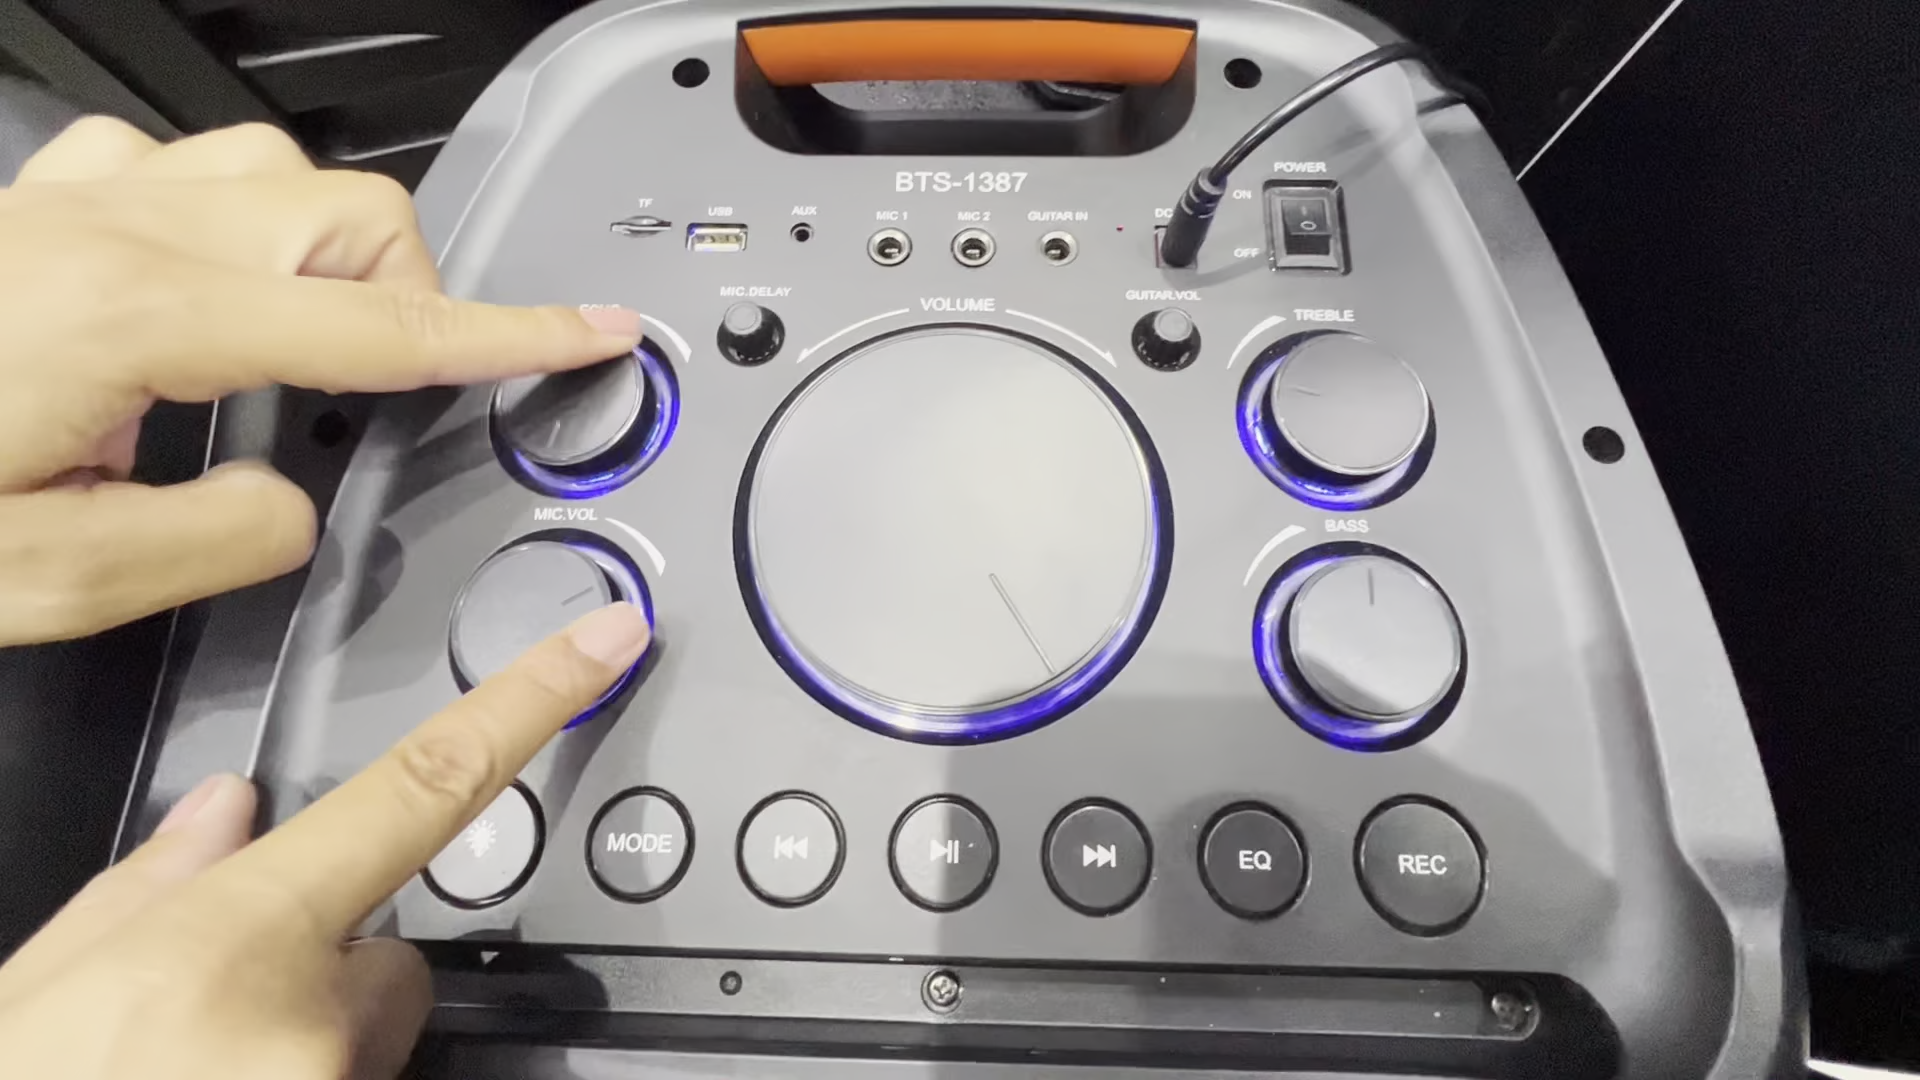 BTS-1387
POWER
ON
OFF
TF
USB
AUX
MIC 1
MIC 2
GUITAR IN
DC
MIC.DELAY
VOLUME
GUITAR.VOL
TREBLE
MIC.VOL
BASS
MODE
EQ
REC